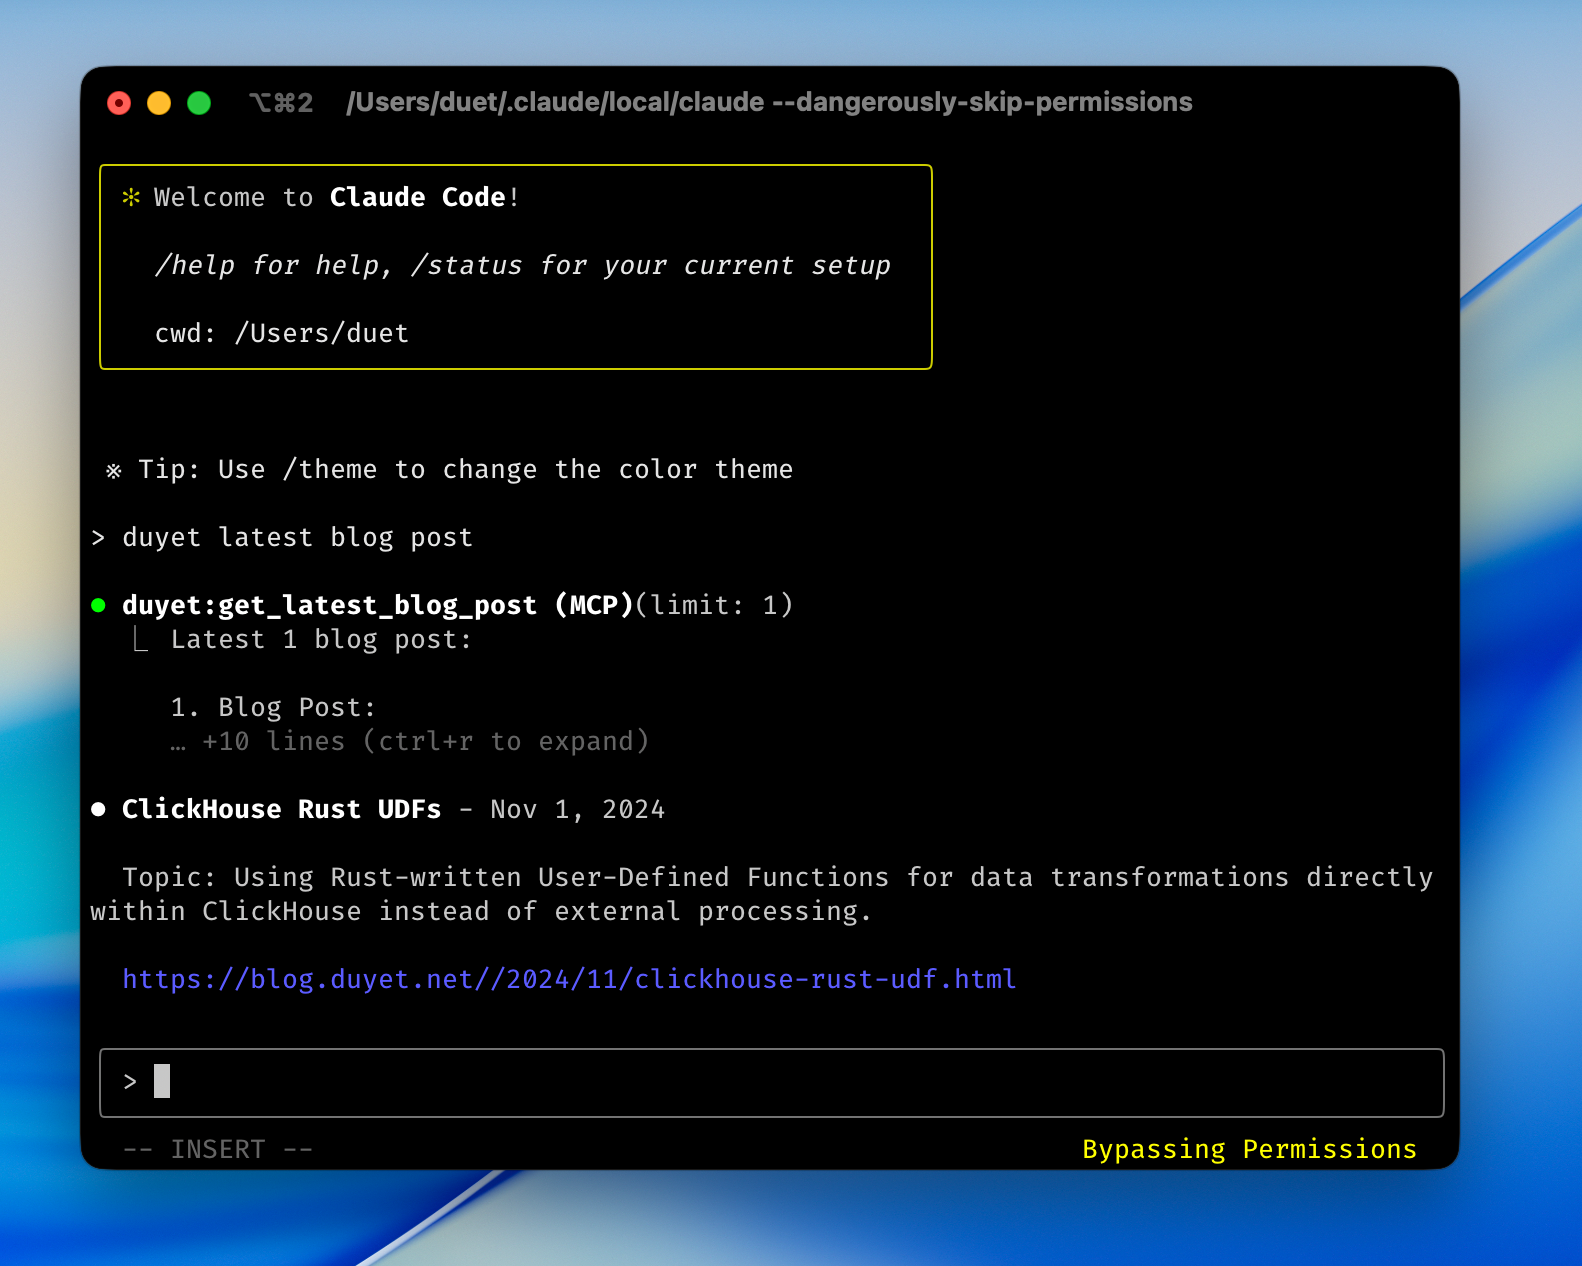 ⌥⌘2 /Users/duet/.claude/local/claude --dangerously-skip-permissions
✻ Welcome to Claude Code!
/help for help, /status for your current setup
cwd: /Users/duet
※ Tip: Use /theme to change the color theme
> duyet latest blog post
● duyet:get_latest_blog_post (MCP)(limit: 1)
⎿ Latest 1 blog post:
1. Blog Post:
… +10 lines (ctrl+r to expand)
● ClickHouse Rust UDFs - Nov 1, 2024
Topic: Using Rust-written User-Defined Functions for data transformations directly
within ClickHouse instead of external processing.
https://blog.duyet.net//2024/11/clickhouse-rust-udf.html
>
-- INSERT -- Bypassing Permissions